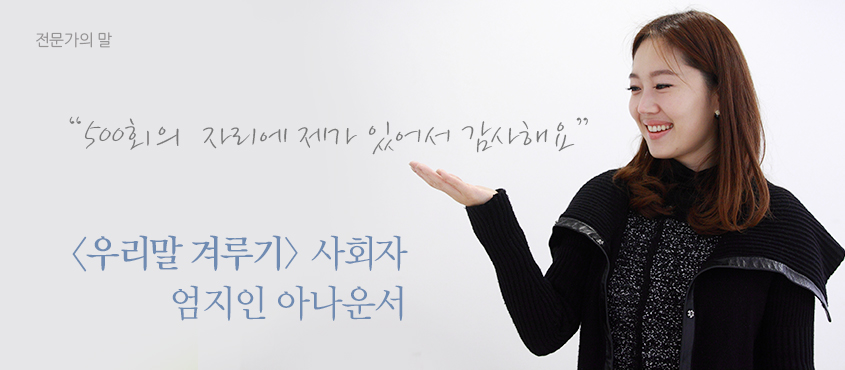 전문가의 말
“500회의 자리에 제가 있어서 감사해요”
〈우리말 겨루기〉 사회자
엄지인 아나운서